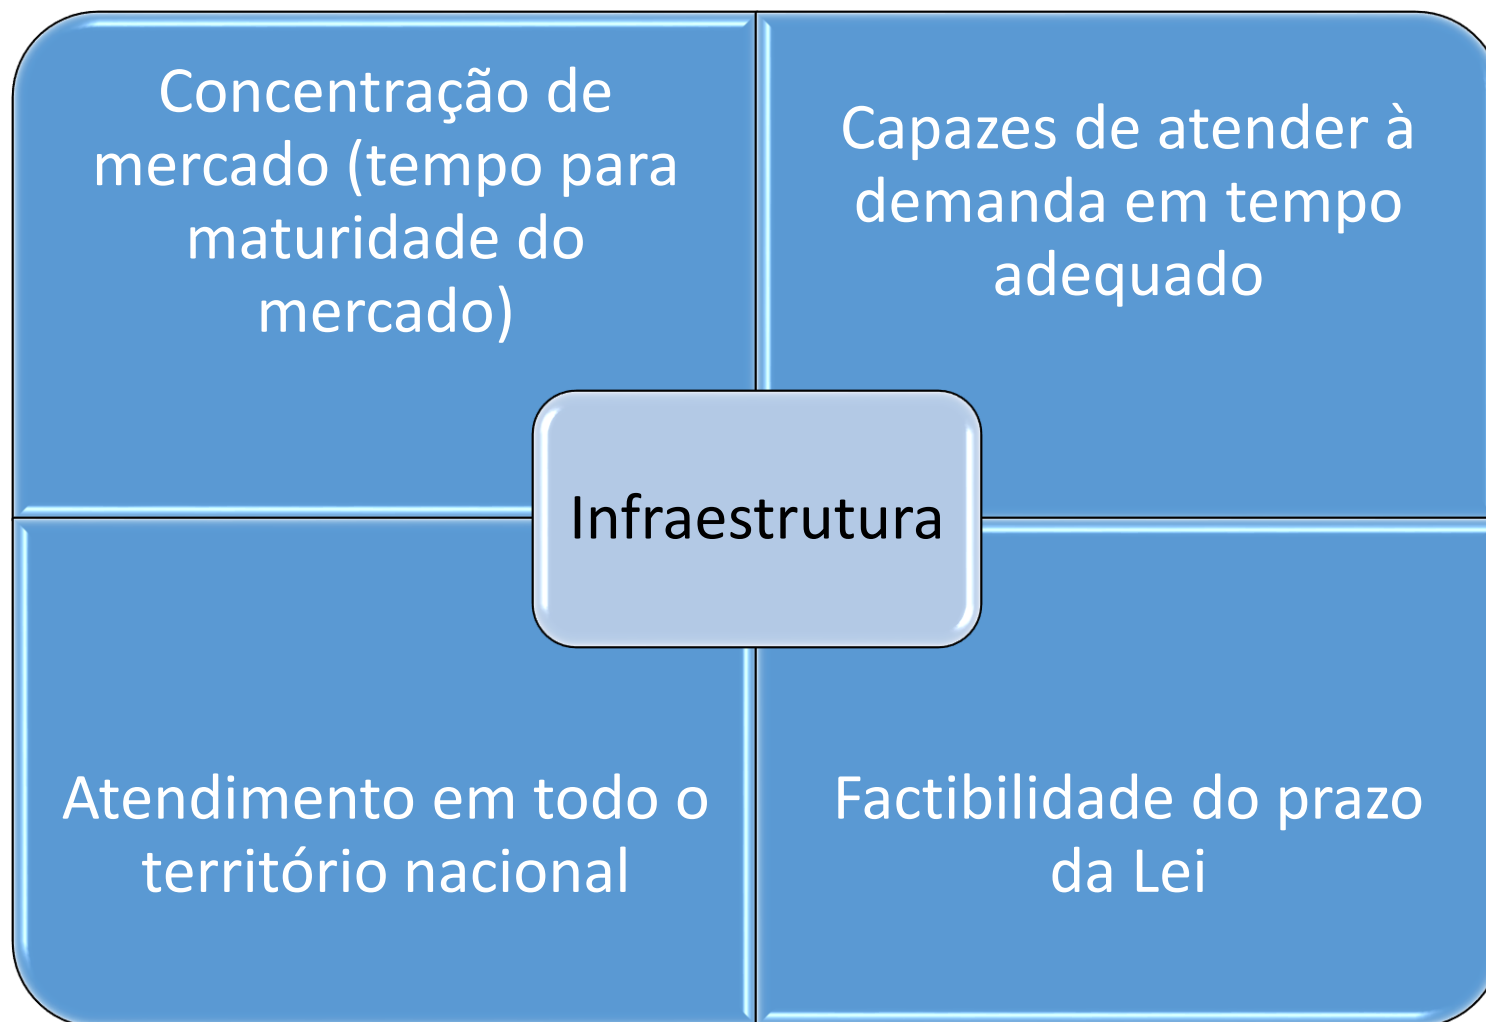 Concentração de
mercado (tempo para
maturidade do
mercado)
Capazes de atender à
demanda em tempo
adequado
Infraestrutura
Atendimento em todo o
território nacional
Factibilidade do prazo
da Lei